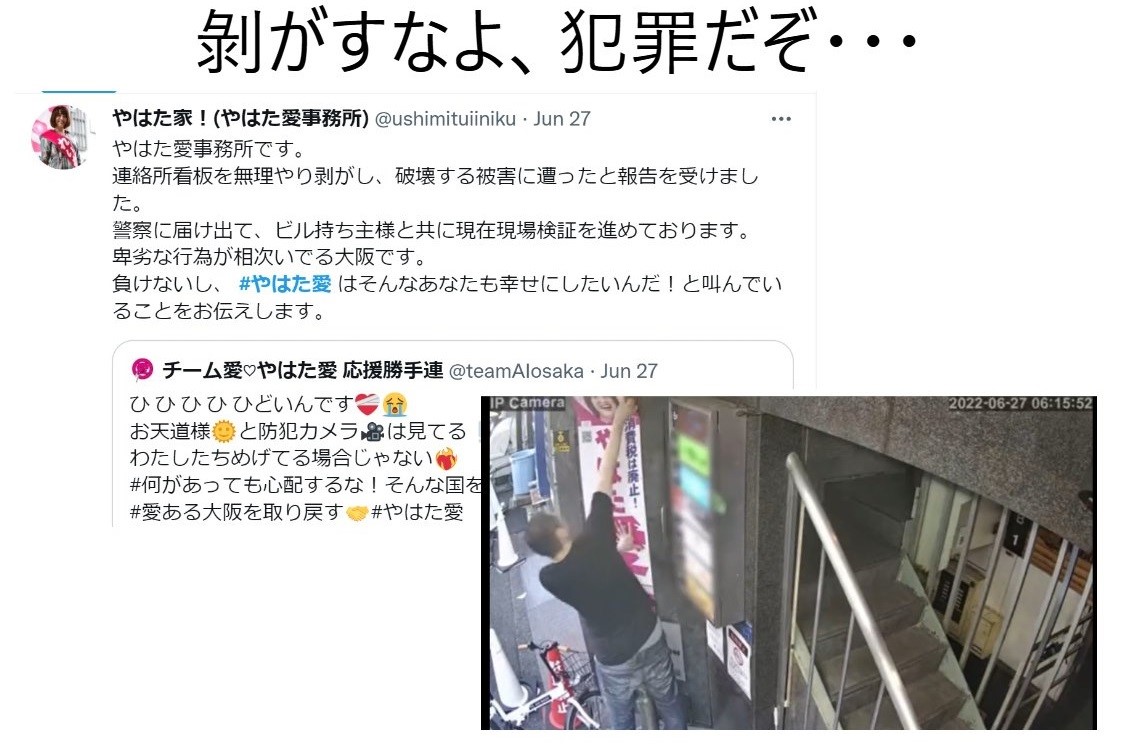 剝がすなよ、犯罪だぞ・・・
やはた家！(やはた愛事務所) @ushimituiiniku · Jun 27
やはた愛事務所です。
連絡所看板を無理やり剥がし、破壊する被害に遭ったと報告を受けまし
た。
警察に届け出て、ビル持ち主様と共に現在現場検証を進めております。
卑劣な行為が相次いでる大阪です。
負けないし、 #やはた愛 はそんなあなたも幸せにしたいんだ！と叫んでい
ることをお伝えします。
チーム愛♡やはた愛 応援勝手連 @teamAIosaka · Jun 27
ひ ひ ひ ひ ひどいんです❤️‍🩹😭
お天道様🌞と防犯カメラ🎥は見てる
わたしたちめげてる場合じゃない❤️‍🔥
#何があっても心配するな！そんな国を
#愛ある大阪を取り戻す🤝#やはた愛
IP Camera
2022-06-27 06:15:52
消費税は廃止！
やはた